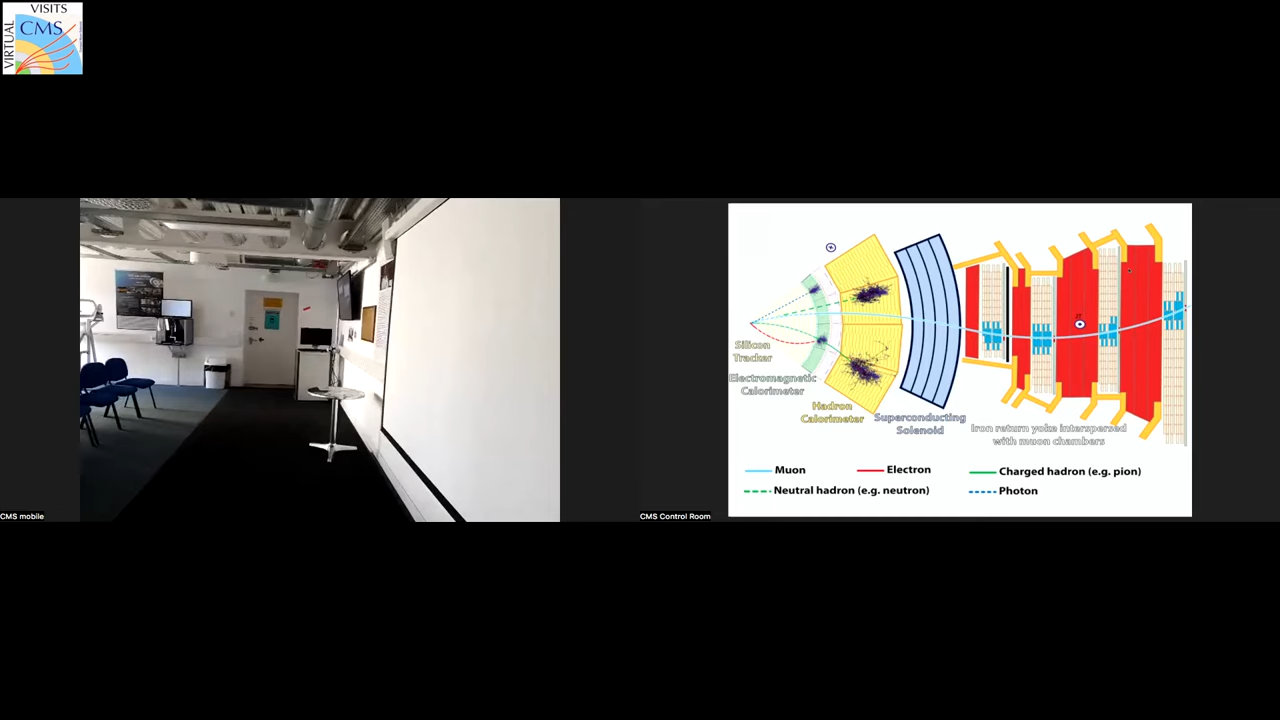 VISITS
CMS
VIRTUAL
Silicon
Tracker
Electromagnetic
Calorimeter
Hadron
Calorimeter
Superconducting
Solenoid
Iron return yoke interspersed
with muon chambers
Muon
Electron
Charged hadron (e.g. pion)
Neutral hadron (e.g. neutron)
Photon
CMS mobile
CMS Control Room